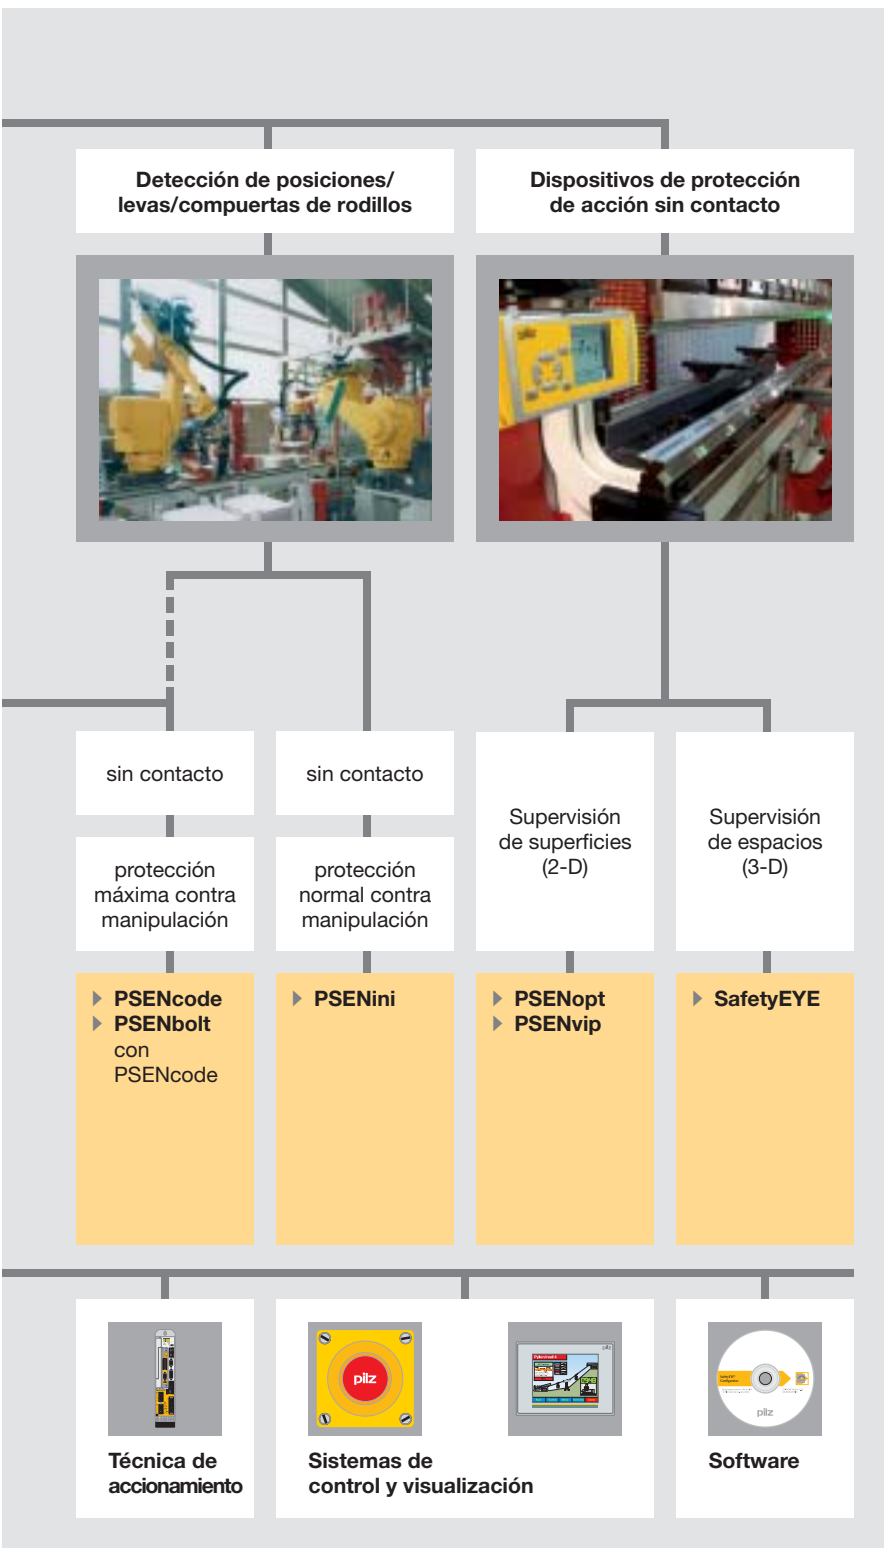 Detección de posiciones/
levas/compuertas de rodillos
Dispositivos de protección
de acción sin contacto
pilz
sin contacto
protección
máxima contra
manipulación
sin contacto
protección
normal contra
manipulación
Supervisión
de superficies
(2-D)
Supervisión
de espacios
(3-D)
PSENcode
PSENbolt
con
PSENcode
PSENini
PSENopt
PSENvip
SafetyEYE
pilz
pilz
pilz
Técnica de
accionamiento
Sistemas de
control y visualización
Software